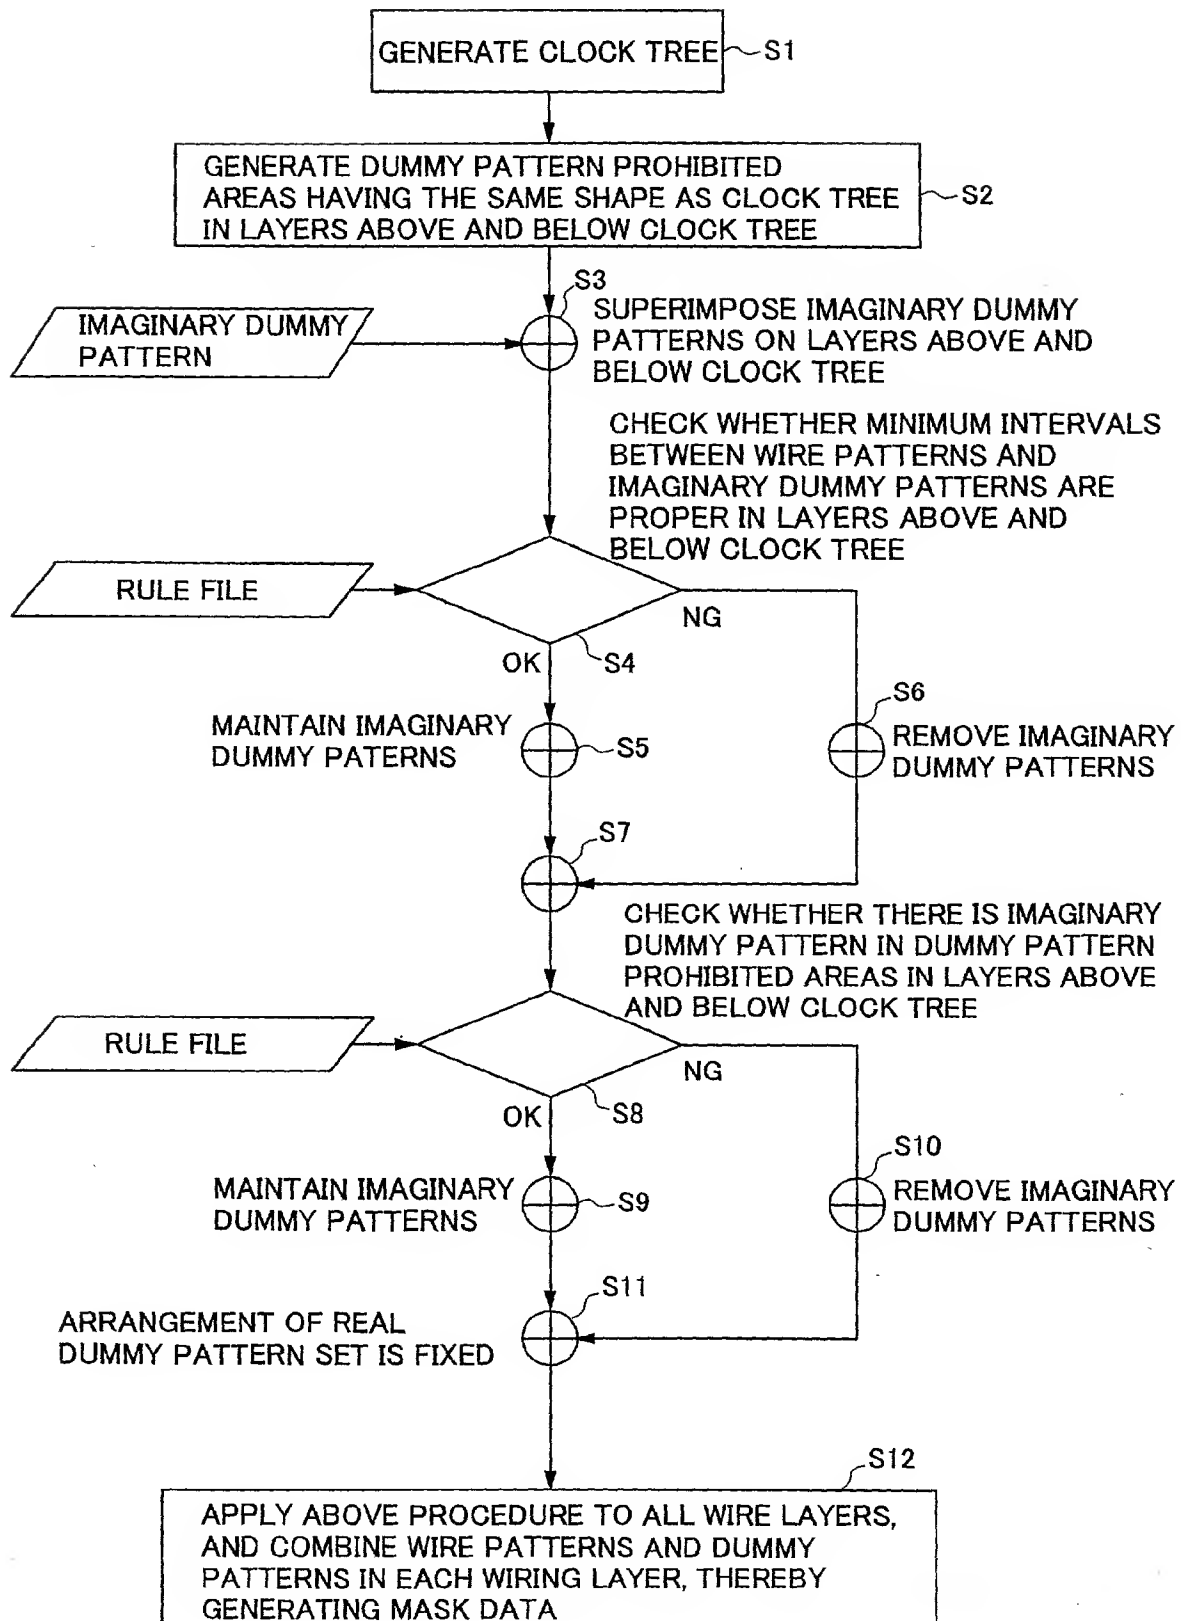 GENERATE CLOCK TREE
S1
GENERATE DUMMY PATTERN PROHIBITED
AREAS HAVING THE SAME SHAPE AS CLOCK TREE
IN LAYERS ABOVE AND BELOW CLOCK TREE
S2
S3
IMAGINARY DUMMY
PATTERN
SUPERIMPOSE IMAGINARY DUMMY
PATTERNS ON LAYERS ABOVE AND
BELOW CLOCK TREE
CHECK WHETHER MINIMUM INTERVALS
BETWEEN WIRE PATTERNS AND
IMAGINARY DUMMY PATTERNS ARE
PROPER IN LAYERS ABOVE AND
BELOW CLOCK TREE
RULE FILE
NG
OK
S4
S6
MAINTAIN IMAGINARY
DUMMY PATERNS
S5
REMOVE IMAGINARY
DUMMY PATTERNS
S7
CHECK WHETHER THERE IS IMAGINARY
DUMMY PATTERN IN DUMMY PATTERN
PROHIBITED AREAS IN LAYERS ABOVE
AND BELOW CLOCK TREE
RULE FILE
NG
OK
S8
S10
MAINTAIN IMAGINARY
DUMMY PATTERNS
S9
REMOVE IMAGINARY
DUMMY PATTERNS
S11
ARRANGEMENT OF REAL
DUMMY PATTERN SET IS FIXED
S12
APPLY ABOVE PROCEDURE TO ALL WIRE LAYERS,
AND COMBINE WIRE PATTERNS AND DUMMY
PATTERNS IN EACH WIRING LAYER, THEREBY
GENERATING MASK DATA